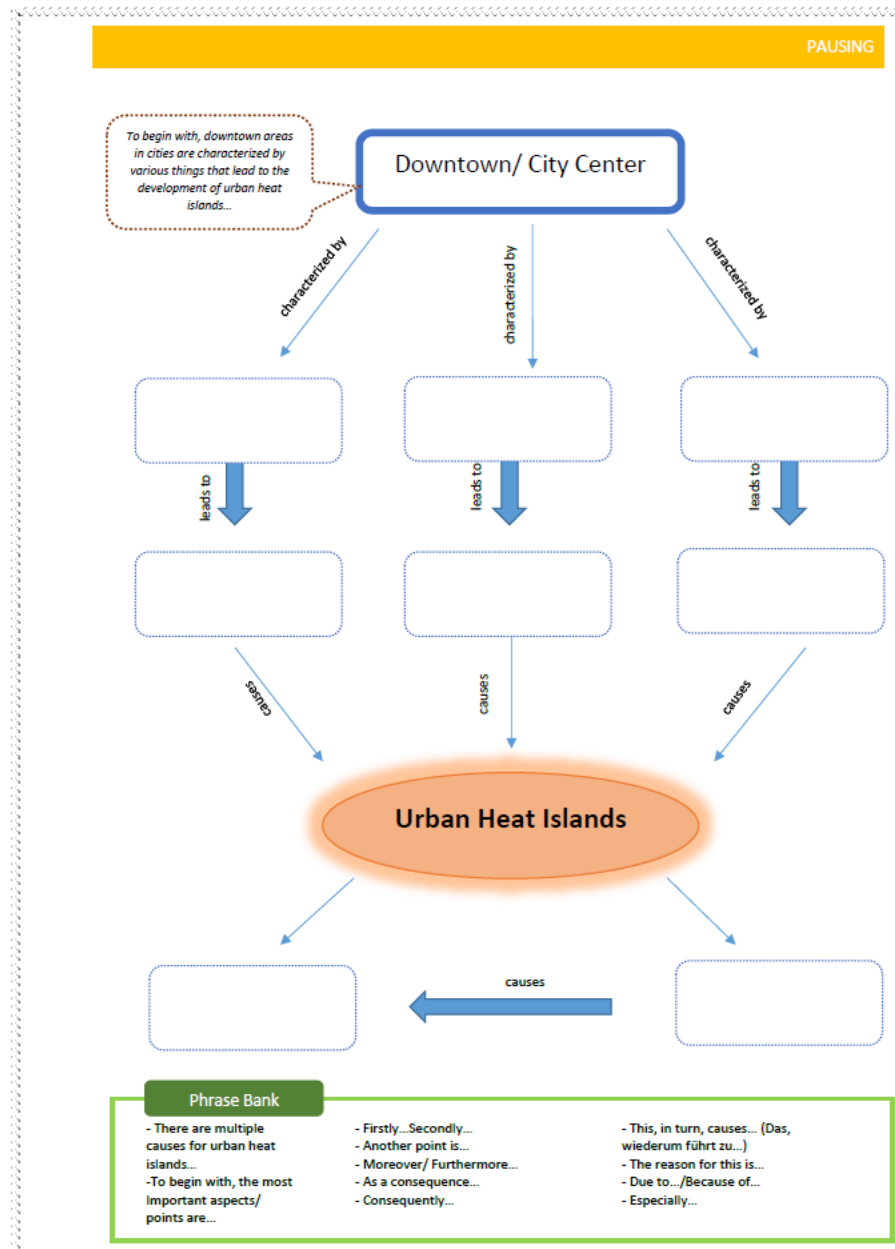 PAUSING
To begin with, downtown areas
in cities are characterized by
various things that lead to the
development of urban heat
islands...
Downtown/ City Center
characterized by
characterized by
characterized by
leads to
leads to
leads to
causes
causes
causes
Urban Heat Islands
causes
Phrase Bank
- There are multiple
causes for urban heat
islands...
-To begin with, the most
Important aspects/
points are...
- Firstly...Secondly...
- Another point is...
- Moreover/ Furthermore...
- As a consequence...
- Consequently...
- This, in turn, causes... (Das,
wiederum führt zu...)
- The reason for this is...
- Due to.../Because of...
- Especially...